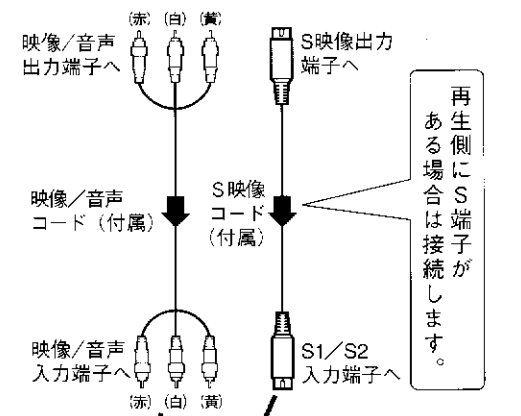 (赤) (白) (黄)
映像/音声
出力端子へ
S映像出力
端子へ
再生側にS端子が
ある場合は接続します。
映像/音声
コード（付属）
S映像
コード
（付属）
映像/音声
入力端子へ
S1/S2
入力端子へ
(赤) (白) (黄)